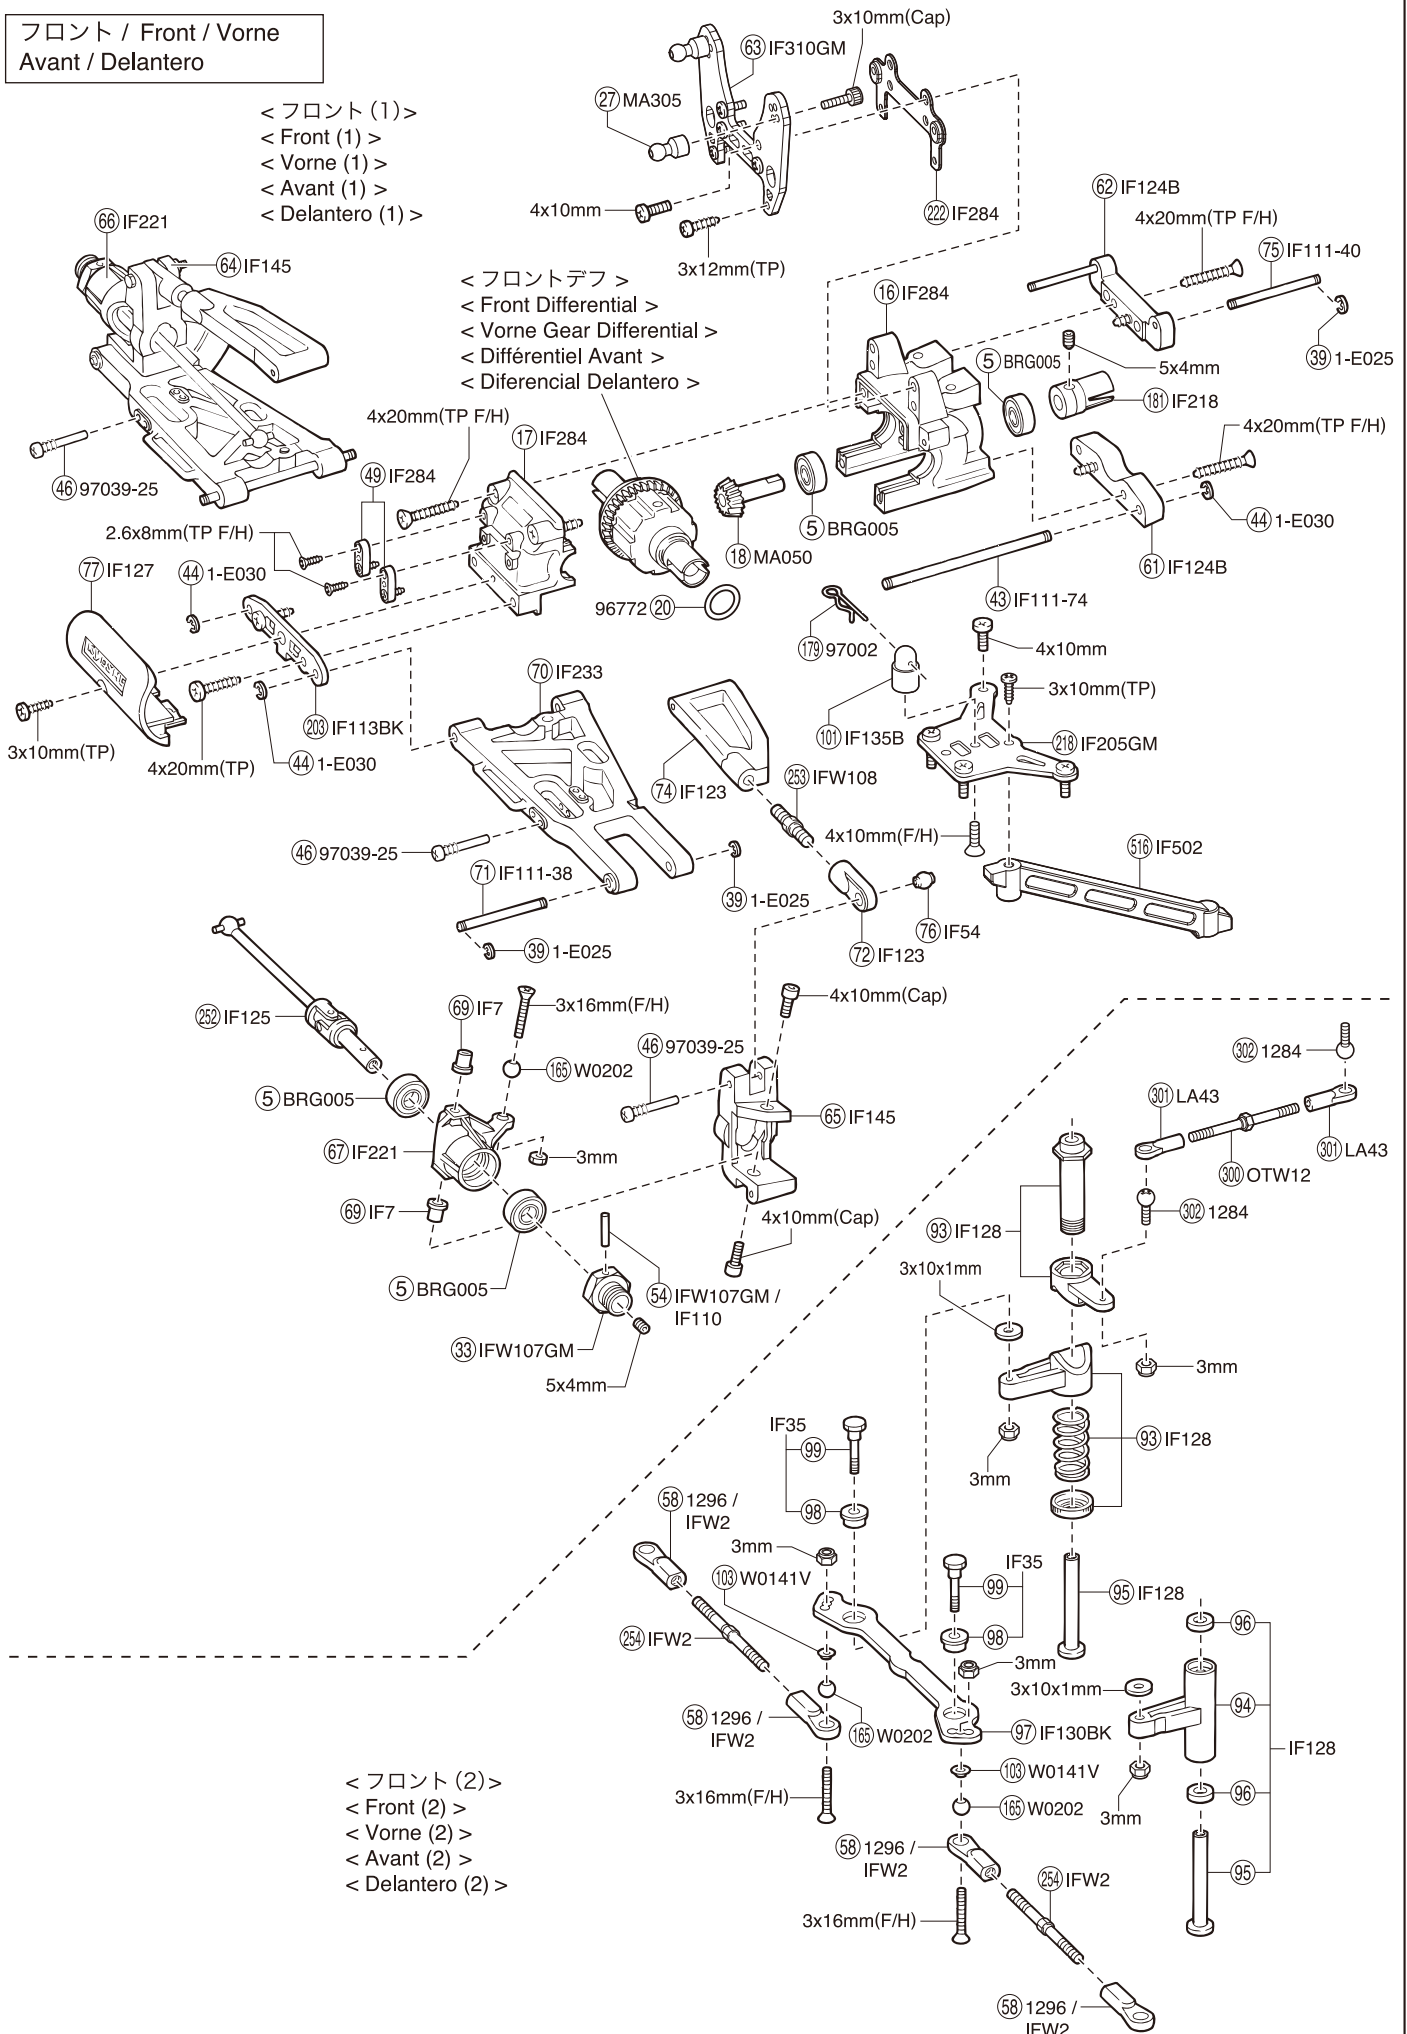 フロント / Front / Vorne
Avant / Delantero
< フロント (1) >
< Front (1) >
< Vorne (1) >
< Avant (1) >
< Delantero (1) >
3x10mm(Cap)
63 IF310GM
27 MA305
4x10mm
3x12mm(TP)
222 IF284
62 IF124B
4x20mm(TP F/H)
75 IF111-40
39 1-E025
66 IF221
64 IF145
46 97039-25
< フロントデフ >
< Front Differential >
< Vorne Gear Differential >
< Différentiel Avant >
< Diferencial Delantero >
16 IF284
5 BRG005
5x4mm
181 IF218
4x20mm(TP F/H)
17 IF284
49 IF284
2.6x8mm(TP F/H)
4x20mm(TP F/H)
44 1-E030
61 IF124B
5 BRG005
18 MA050
43 IF111-74
96772 20
77 IF127
44 1-E030
3x10mm(TP)
4x20mm(TP)
203 IF113BK
44 1-E030
179 97002
101 IF135B
4x10mm
3x10mm(TP)
218 IF205GM
4x10mm(F/H)
516 IF502
70 IF233
74 IF123
253 IFW108
46 97039-25
71 IF111-38
39 1-E025
39 1-E025
76 IF54
72 IF123
252 IF125
69 IF7
3x16mm(F/H)
165 W0202
5 BRG005
67 IF221
3mm
69 IF7
5 BRG005
33 IFW107GM
5x4mm
54 IFW107GM /
IF110
46 97039-25
4x10mm(Cap)
65 IF145
4x10mm(Cap)
302 1284
301 LA43
301 LA43
300 OTW12
302 1284
93 IF128
3x10x1mm
3mm
3mm
93 IF128
95 IF128
IF35
99
98
58 1296 /
IFW2
3mm
103 W0141V
254 IFW2
58 1296 /
IFW2
165 W0202
3x16mm(F/H)
IF35
99
98
3mm
97 IF130BK
103 W0141V
165 W0202
58 1296 /
IFW2
254 IFW2
3x16mm(F/H)
58 1296 /
IFW2
96
3x10x1mm
94
IF128
96
3mm
95
< フロント (2) >
< Front (2) >
< Vorne (2) >
< Avant (2) >
< Delantero (2) >